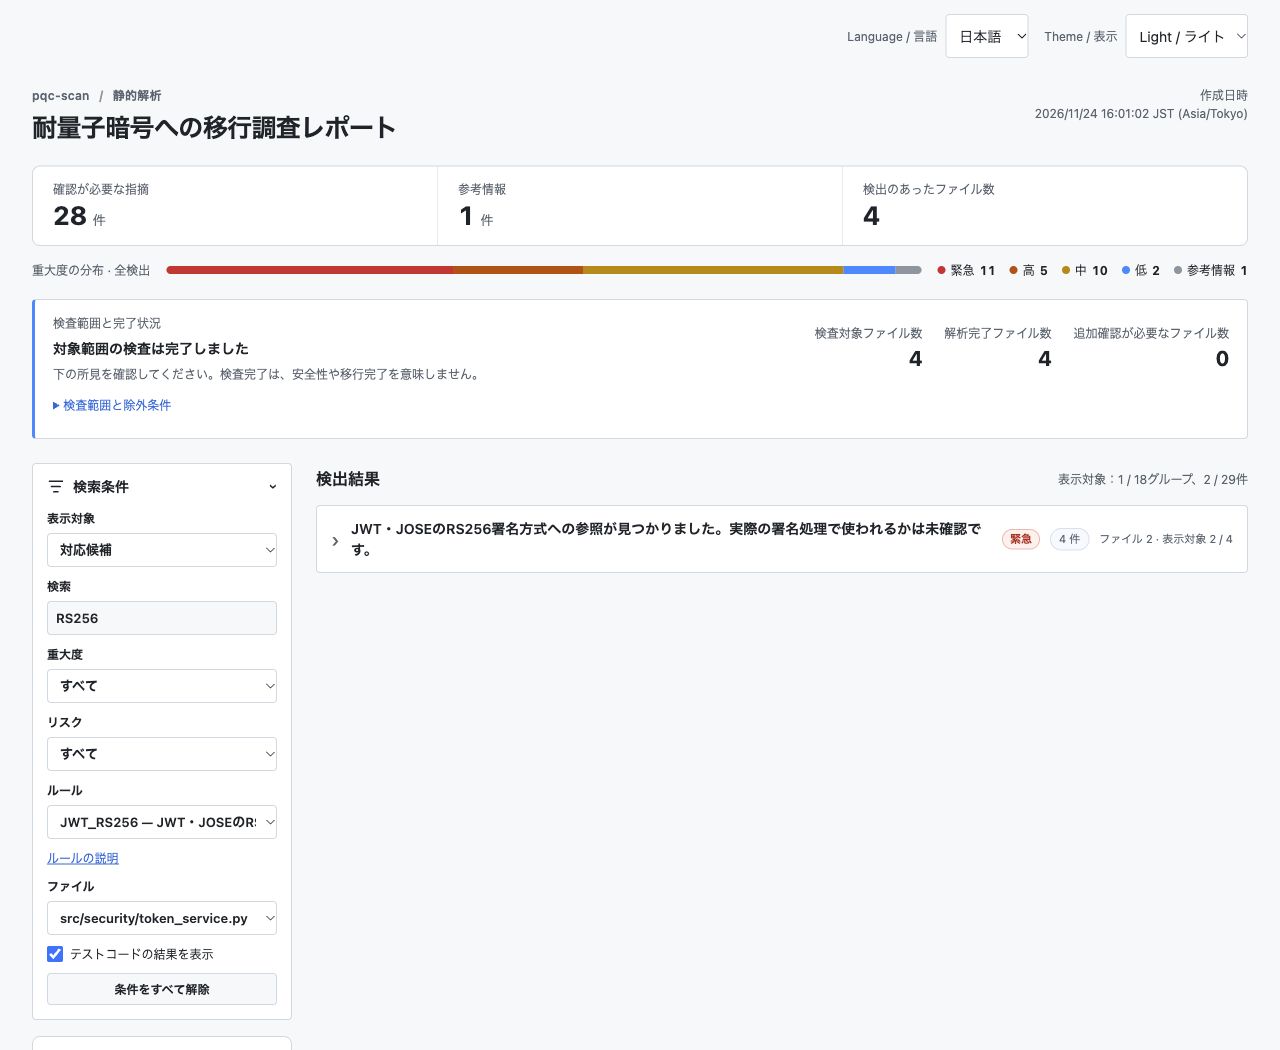 Language / 言語
日本語
Theme / 表示
Light / ライト
pqc-scan / 静的解析
耐量子暗号への移行調査レポート
作成日時
2026/11/24 16:01:02 JST (Asia/Tokyo)
確認が必要な指摘
28 件
参考情報
1 件
検出のあったファイル数
4
重大度の分布 · 全検出
緊急 11
高 5
中 10
低 2
参考情報 1
検査範囲と完了状況
対象範囲の検査は完了しました
下の所見を確認してください。検査完了は、安全性や移行完了を意味しません。
検査範囲と除外条件
検査対象ファイル数
4
解析完了ファイル数
4
追加確認が必要なファイル数
0
検索条件
表示対象
対応候補
検索
RS256
重大度
すべて
リスク
すべて
ルール
JWT_RS256 — JWT・JOSEのRS
ルールの説明
ファイル
src/security/token_service.py
テストコードの結果を表示
条件をすべて解除
検出結果
表示対象：1 / 18グループ、2 / 29件
JWT・JOSEのRS256署名方式への参照が見つかりました。実際の署名処理で使われるかは未確認で
す。
緊急
4 件
ファイル 2 · 表示対象 2 / 4